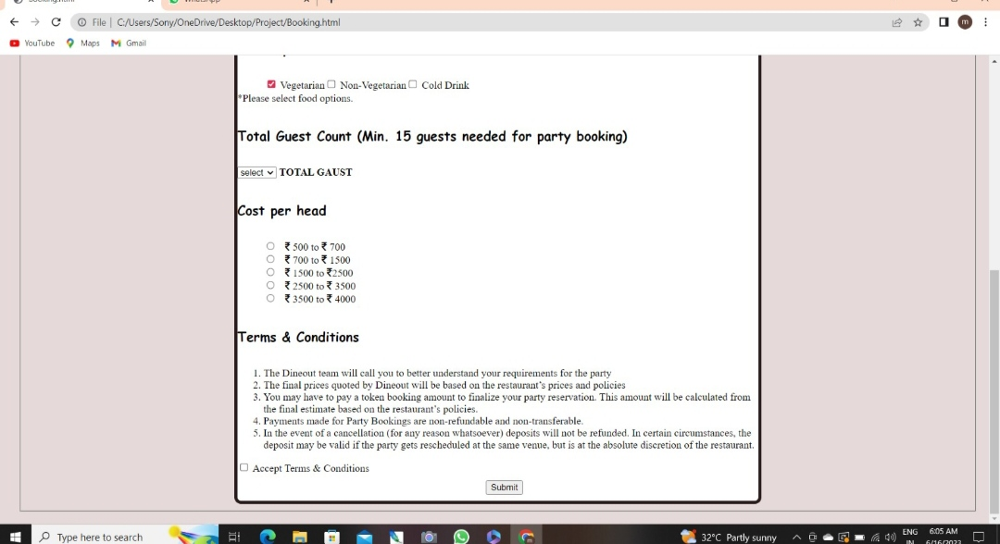 File | C:/Users/Sony/OneDrive/Desktop/Project/Booking.html
m
YouTube Maps Gmail
Vegetarian Non-Vegetarian Cold Drink
*Please select food options.
Total Guest Count (Min. 15 guests needed for party booking)
select TOTAL GAUST
Cost per head
₹ 500 to ₹ 700
₹ 700 to ₹ 1500
₹ 1500 to ₹2500
₹ 2500 to ₹ 3500
₹ 3500 to ₹ 4000
Terms & Conditions
1. The Dineout team will call you to better understand your requirements for the party
2. The final prices quoted by Dineout will be based on the restaurant's prices and policies
3. You may have to pay a token booking amount to finalize your party reservation. This amount will be calculated from
the final estimate based on the restaurant's policies.
4. Payments made for Party Bookings are non-refundable and non-transferable.
5. In the event of a cancellation (for any reason whatsoever) deposits will not be refunded. In certain circumstances, the
deposit may be valid if the party gets rescheduled at the same venue, but is at the absolute discretion of the restaurant.
Accept Terms & Conditions
Submit
Type here to search
32°C Partly sunny
ENG
IN
6:05 AM
6/16/2023